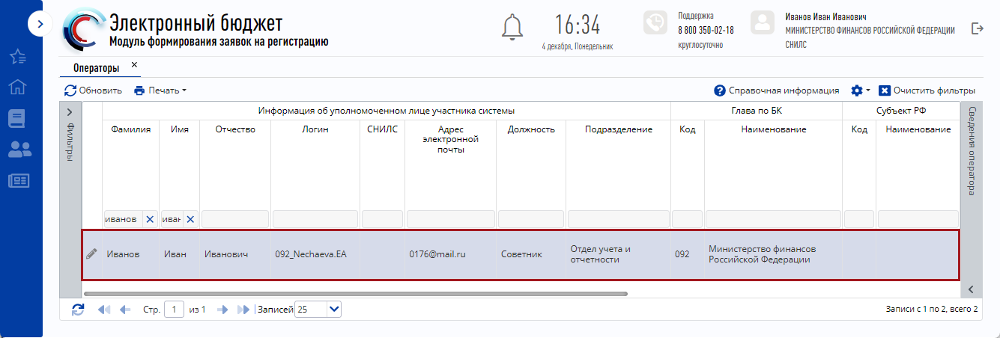 Электронный бюджет
Модуль формирования заявок на регистрацию
16:34
4 декабря, Понедельник
Поддержка
8 800 350-02-18
круглосуточно
Иванов Иван Иванович
МИНИСТЕРСТВО ФИНАНСОВ РОССИЙСКОЙ ФЕДЕРАЦИИ
СНИЛС
Операторы
Обновить Печать Справочная информация Очистить фильтры
Фильтры
Информация об уполномоченном лице участника системы Глава по БК Субъект РФ
Фамилия Имя Отчество Логин СНИЛС Адрес электронной почты Должность Подразделение Код Наименование Код Наименование
иванов иван
Иванов Иван Иванович 092_Nechaeva.EA 0176@mail.ru Советник Отдел учета и отчетности 092 Министерство финансов Российской Федерации
Сведения оператора
Стр. 1 из 1 Записей 25 Записи с 1 по 2, всего 2